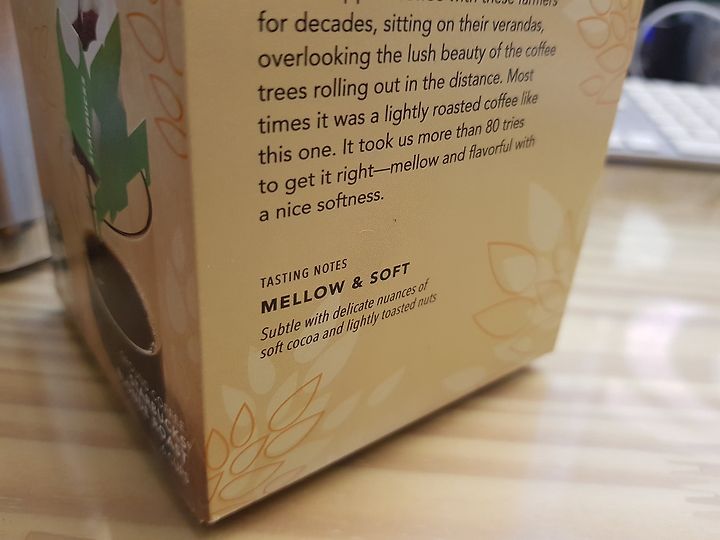 with these farmers
for decades, sitting on their verandas,
overlooking the lush beauty of the coffee
trees rolling out in the distance. Most
times it was a lightly roasted coffee like
this one. It took us more than 80 tries
to get it right—mellow and flavorful with
a nice softness.
TASTING NOTES
MELLOW & SOFT
Subtle with delicate nuances of
soft cocoa and lightly toasted nuts